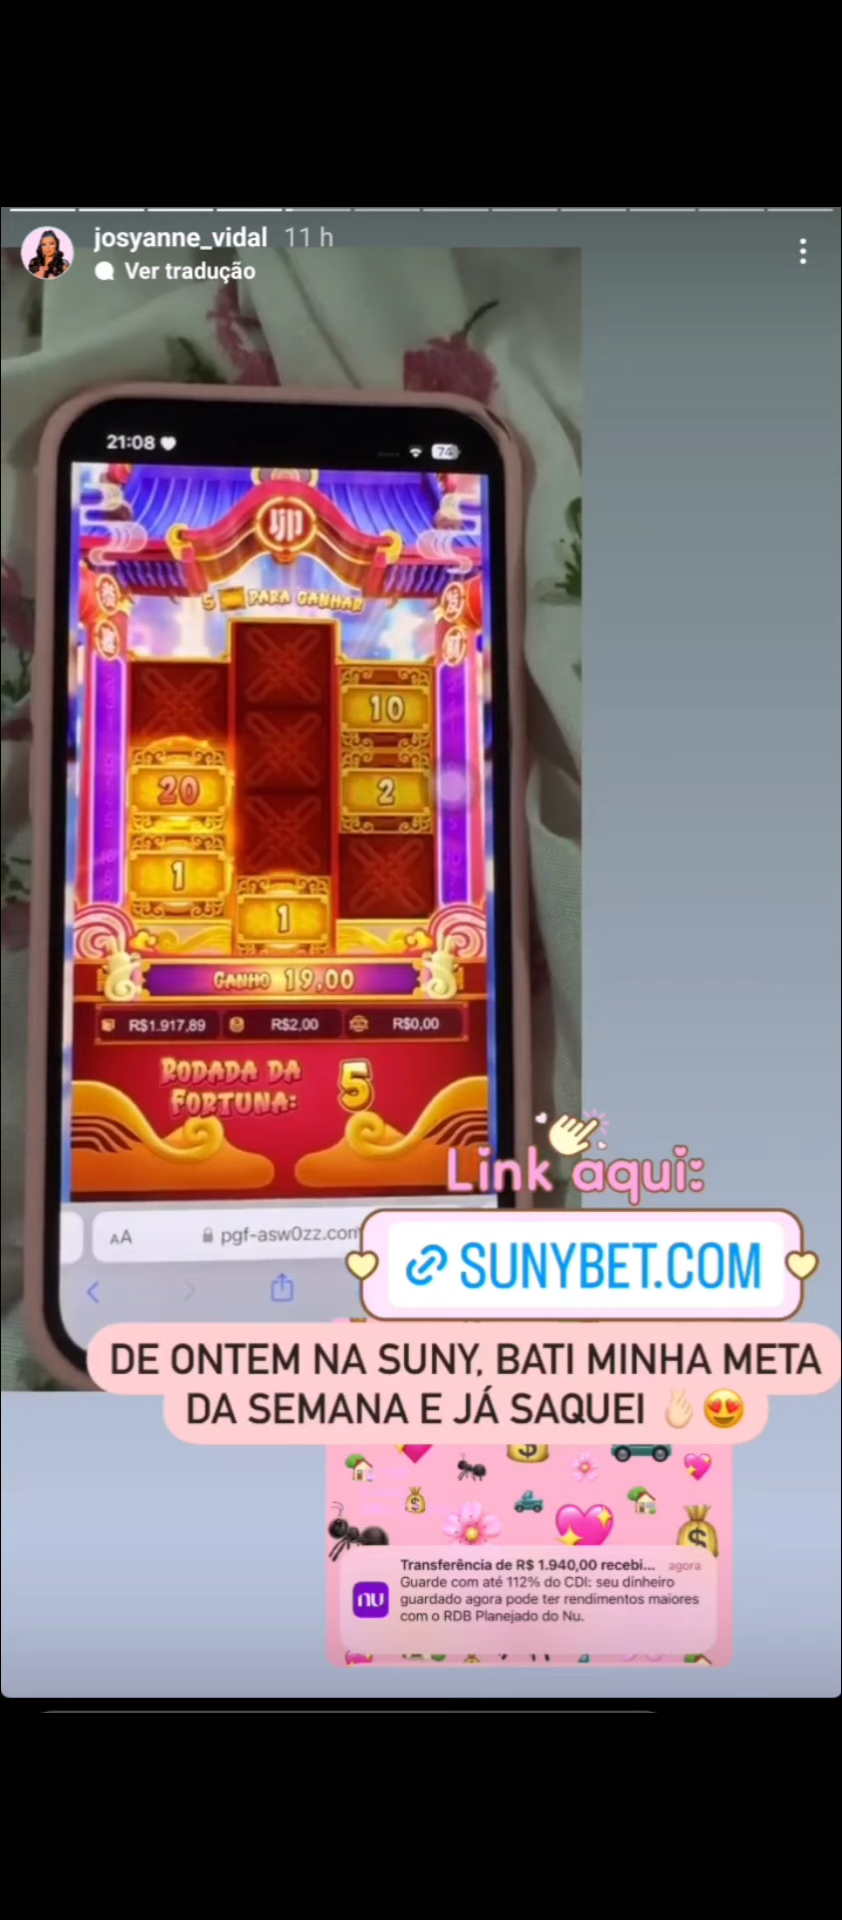 josyanne_vidal 11 h
Ver tradução
21:08
74
5 PARA GANHAR
10
20
2
1
1
GANHO 19,00
R$1.917,89 R$2,00 R$0,00
RODADA DA
FORTUNA: 5
Link aqui:
AA pgf-asw0zz.com
SUNYBET.COM
DE ONTEM NA SUNY, BATI MINHA META
DA SEMANA E JÁ SAQUEI 🤞🏻😍
Transferência de R$ 1.940,00 recebi... agora
Guarde com até 112% do CDI: seu dinheiro
guardado agora pode ter rendimentos maiores
com o RDB Planejado do Nu.
nu